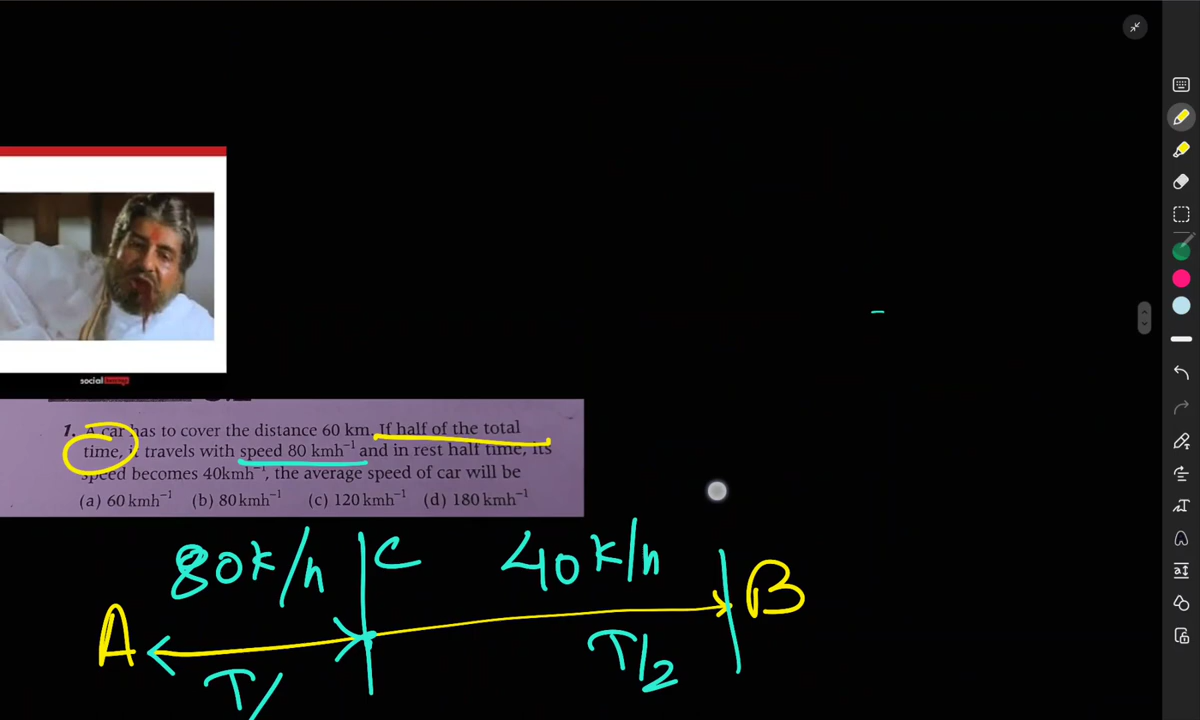 social
1. A car has to cover the distance 60 km. If half of the total
time, it travels with speed 80 kmh⁻¹ and in rest half time, its
speed becomes 40kmh⁻¹, the average speed of car will be
(a) 60 kmh⁻¹ (b) 80 kmh⁻¹ (c) 120 kmh⁻¹ (d) 180 kmh⁻¹
80k/h C 40k/h
A B
T/ T/2